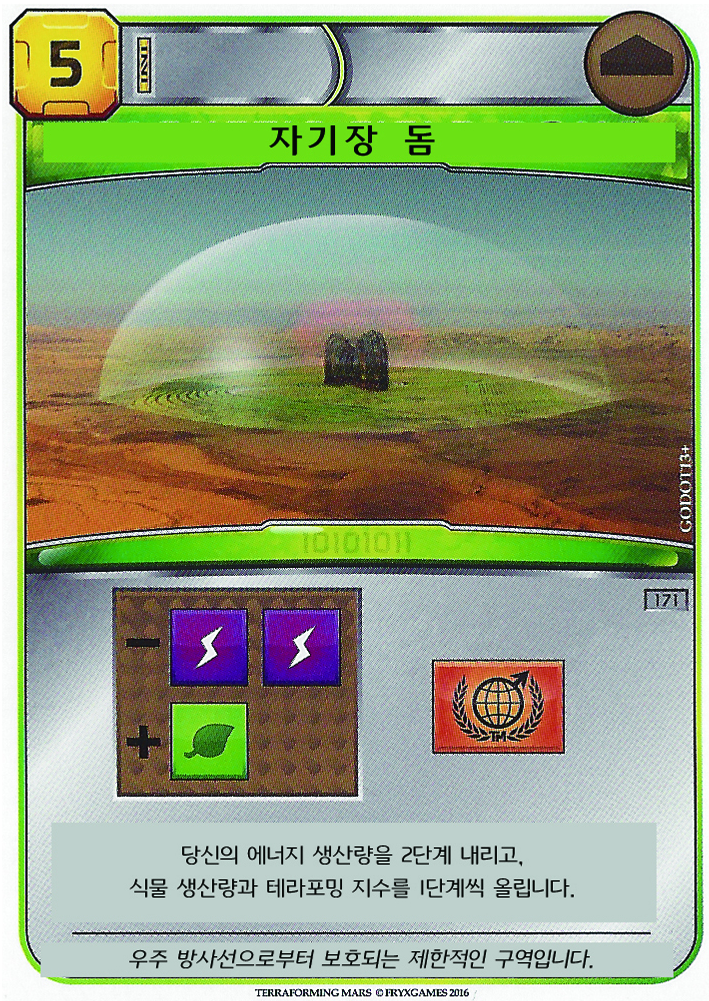 5
INI
자기장 돔
GODOT13+
10101011
171
TM
당신의 에너지 생산량을 2단계 내리고,
식물 생산량과 테라포밍 지수를 1단계씩 올립니다.
우주 방사선으로부터 보호되는 제한적인 구역입니다.
TERRAFORMING MARS © FRYXGAMES 2016